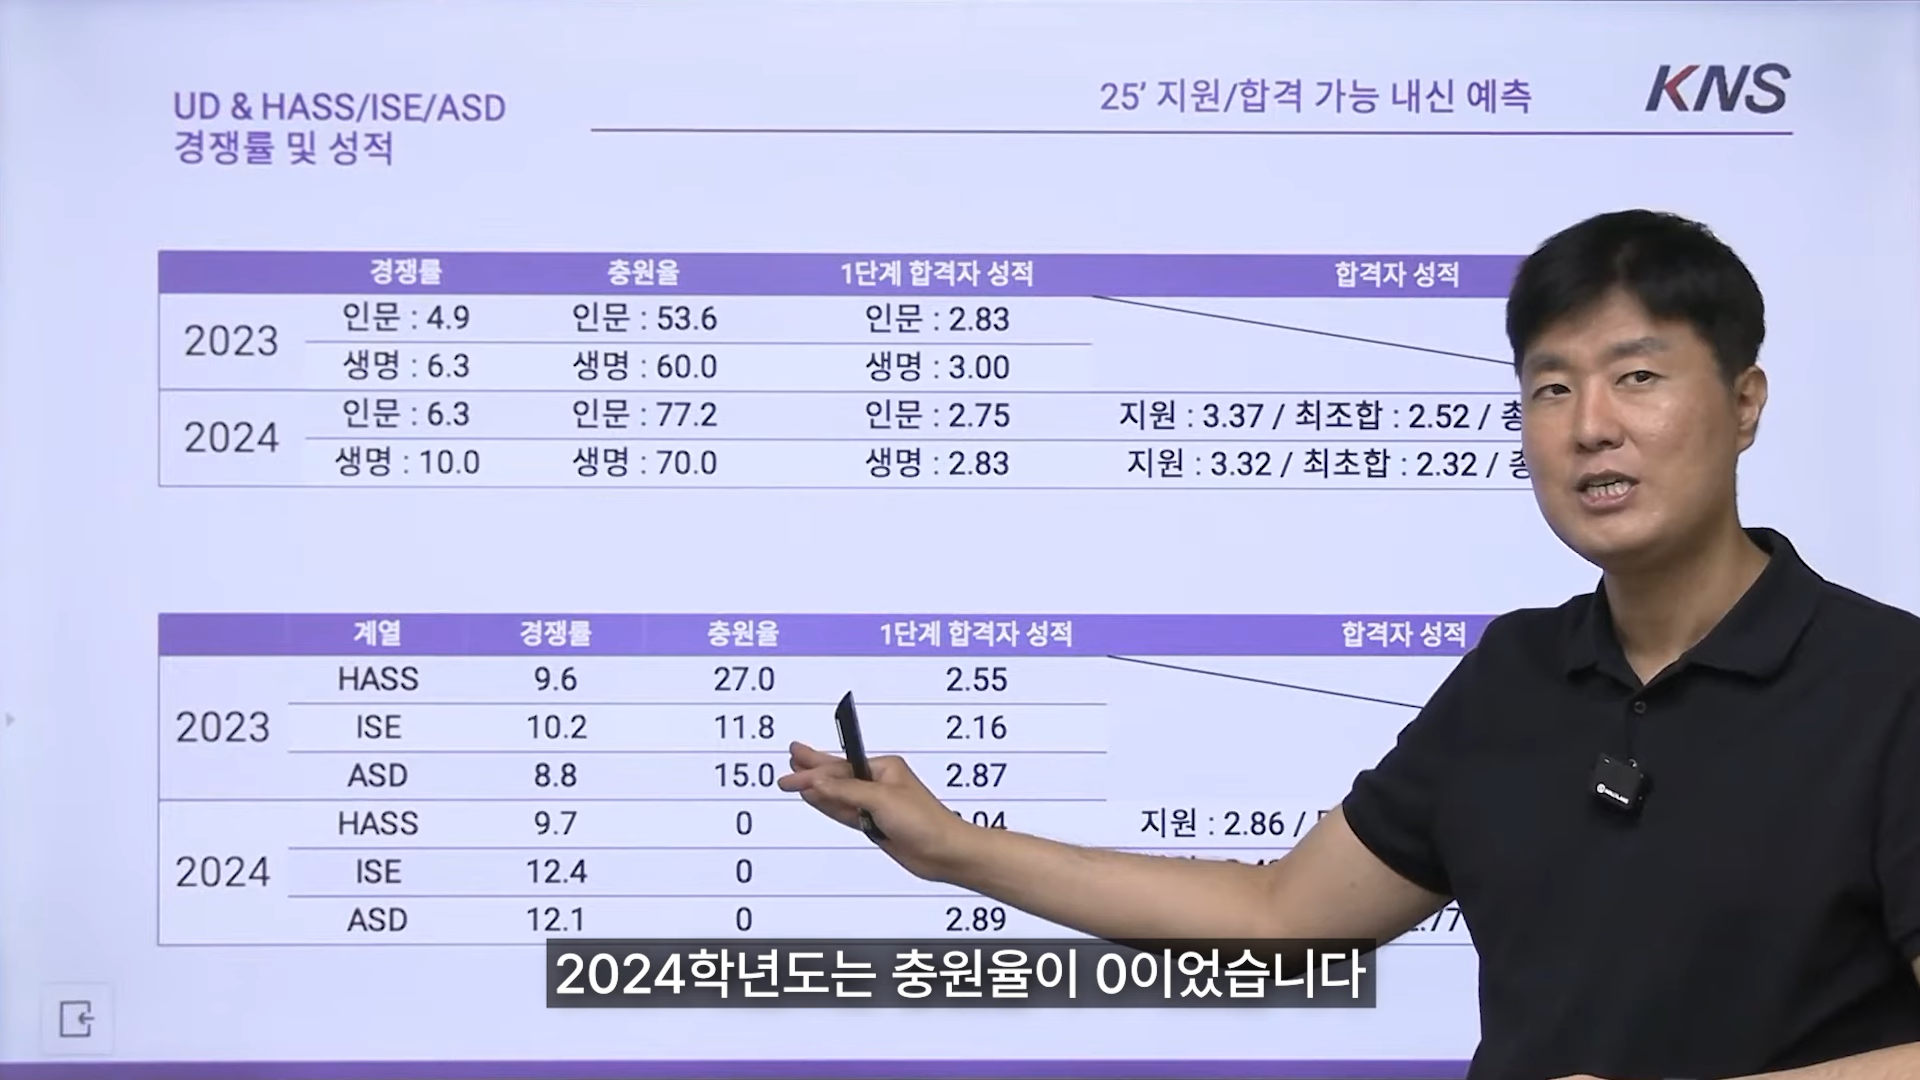 UD & HASS/ISE/ASD
경쟁률 및 성적
25’ 지원/합격 가능 내신 예측
KNS
경쟁률 충원율 1단계 합격자 성적 합격자 성적
2023
인문 : 4.9 인문 : 53.6 인문 : 2.83
생명 : 6.3 생명 : 60.0 생명 : 3.00
2024
인문 : 6.3 인문 : 77.2 인문 : 2.75 지원 : 3.37 / 최조합 : 2.52 /
생명 : 10.0 생명 : 70.0 생명 : 2.83 지원 : 3.32 / 최초합 : 2.32 /
계열 경쟁률 충원율 1단계 합격자 성적 합격자 성적
2023
HASS 9.6 27.0 2.55
ISE 10.2 11.8 2.16
ASD 8.8 15.0 2.87
2024
HASS 9.7 0 지원 : 2.86 /
ISE 12.4 0
ASD 12.1 0 2.89
2024학년도는 충원율이 0이었습니다